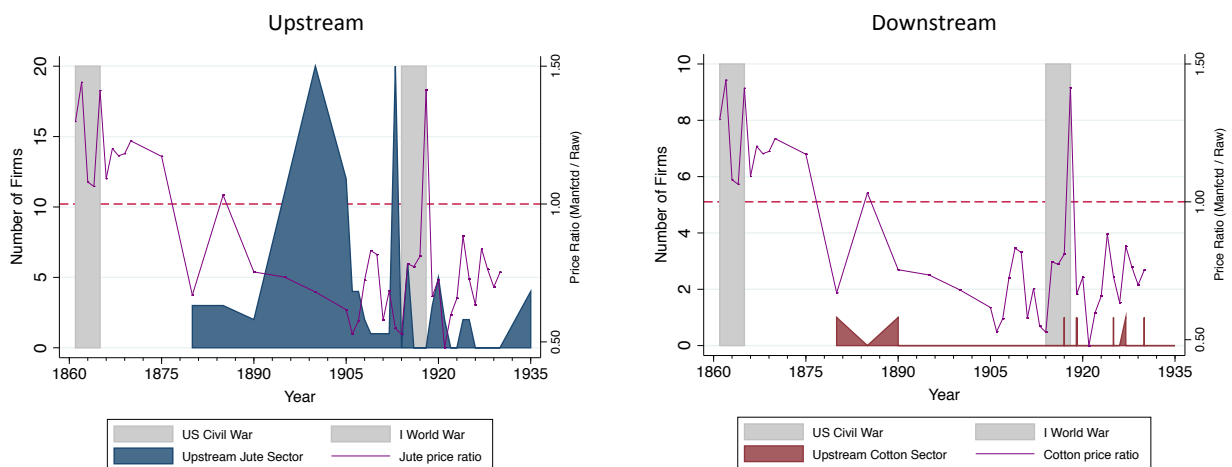 Upstream
Number of Firms
20
15
10
5
0
1.50
1.00
0.50
Price Ratio (Manfctd / Raw)
1860
1875
1890
1905
1920
1935
Year
US Civil War
I World War
Upstream Jute Sector
Jute price ratio
Downstream
Number of Firms
10
8
6
4
2
0
1.50
1.00
0.50
Price Ratio (Manfctd / Raw)
1860
1875
1890
1905
1920
1935
Year
US Civil War
I World War
Upstream Cotton Sector
Cotton price ratio